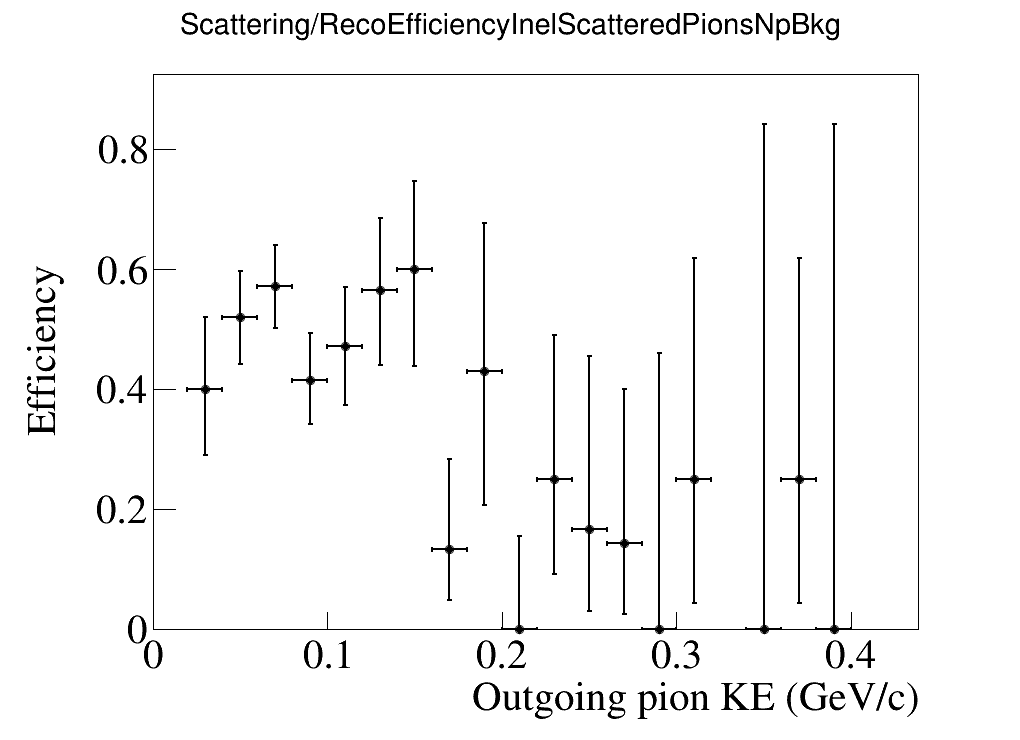 Scattering/RecoEfficiencyInelScatteredPionsNpBkg
0.8
0.6
0.4
0.2
0
Efficiency
0 0.1 0.2 0.3 0.4
Outgoing pion KE (GeV/c)